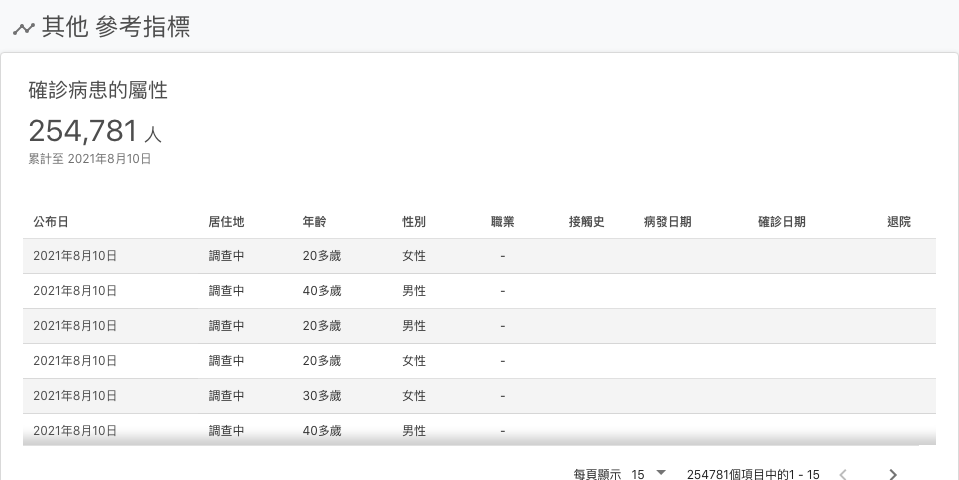 其他 參考指標
確診病患的屬性
254,781 人
累計至 2021年8月10日
公布日 居住地 年齡 性別 職業 接觸史 病發日期 確診日期 退院
2021年8月10日 調查中 20多歲 女性 -
2021年8月10日 調查中 40多歲 男性 -
2021年8月10日 調查中 20多歲 男性 -
2021年8月10日 調查中 20多歲 女性 -
2021年8月10日 調查中 30多歲 女性 -
2021年8月10日 調查中 40多歲 男性 -
每頁顯示 15 254781個項目中的1 - 15